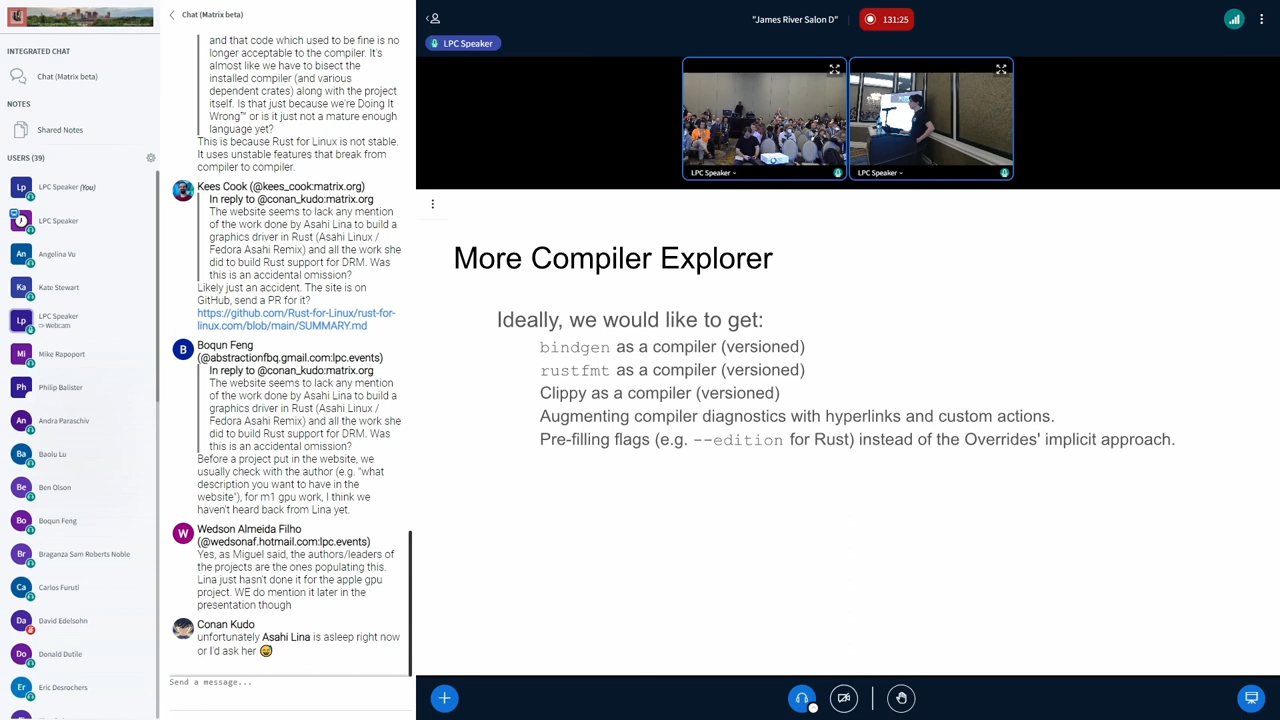 INTEGRATED CHAT
Chat (Matrix beta)
NOTES
Shared Notes
USERS (39)
Lp LPC Speaker (You)
LPC Speaker
An Angelina Vu
Ka Kate Stewart
Lp LPC Speaker
Webcam
Mi Mike Rapoport
Ph Philip Balister
An Andra Paraschiv
Ba Baolu Lu
Be Ben Olson
Bo Boqun Feng
Br Braganza Sam Roberts Noble
Ca Carlos Furuti
Da David Edelsohn
Do Donald Dutile
Er Eric Desrochers
Chat (Matrix beta)
and that code which used to be fine is no
longer acceptable to the compiler. It's
almost like we have to bisect the
installed compiler (and various
dependent crates) along with the project
itself. Is that just because we're Doing It
Wrong™ or is it just not a mature enough
language yet?
This is because Rust for Linux is not stable.
It uses unstable features that break from
compiler to compiler.
Kees Cook (@kees_cook:matrix.org)
In reply to @conan_kudo:matrix.org
The website seems to lack any mention
of the work done by Asahi Lina to build a
graphics driver in Rust (Asahi Linux /
Fedora Asahi Remix) and all the work she
did to build Rust support for DRM. Was
this is an accidental omission?
Likely just an accident. The site is on
GitHub, send a PR for it?
https://github.com/Rust-for-Linux/rust-for-
linux.com/blob/main/SUMMARY.md
B Boqun Feng
(@abstractionfbq.gmail.com:lpc.events)
In reply to @conan_kudo:matrix.org
The website seems to lack any mention
of the work done by Asahi Lina to build a
graphics driver in Rust (Asahi Linux /
Fedora Asahi Remix) and all the work she
did to build Rust support for DRM. Was
this is an accidental omission?
Before a project put in the website, we
usually check with the author (e.g. "what
description you want to have in the
website"), for m1 gpu work, I think we
haven't heard back from Lina yet.
W Wedson Almeida Filho
(@wedsonaf.hotmail.com:lpc.events)
Yes, as Miguel said, the authors/leaders of
the projects are the ones populating this.
Lina just hasn't done it for the apple gpu
project. WE do mention it later in the
presentation though
Conan Kudo
unfortunately Asahi Lina is asleep right now
or I'd ask her 😅
Send a message...
"James River Salon D"
131:25
LPC Speaker
LPC Speaker
LPC Speaker
More Compiler Explorer
Ideally, we would like to get:
bindgen as a compiler (versioned)
rustfmt as a compiler (versioned)
Clippy as a compiler (versioned)
Augmenting compiler diagnostics with hyperlinks and custom actions.
Pre-filling flags (e.g. --edition for Rust) instead of the Overrides' implicit approach.